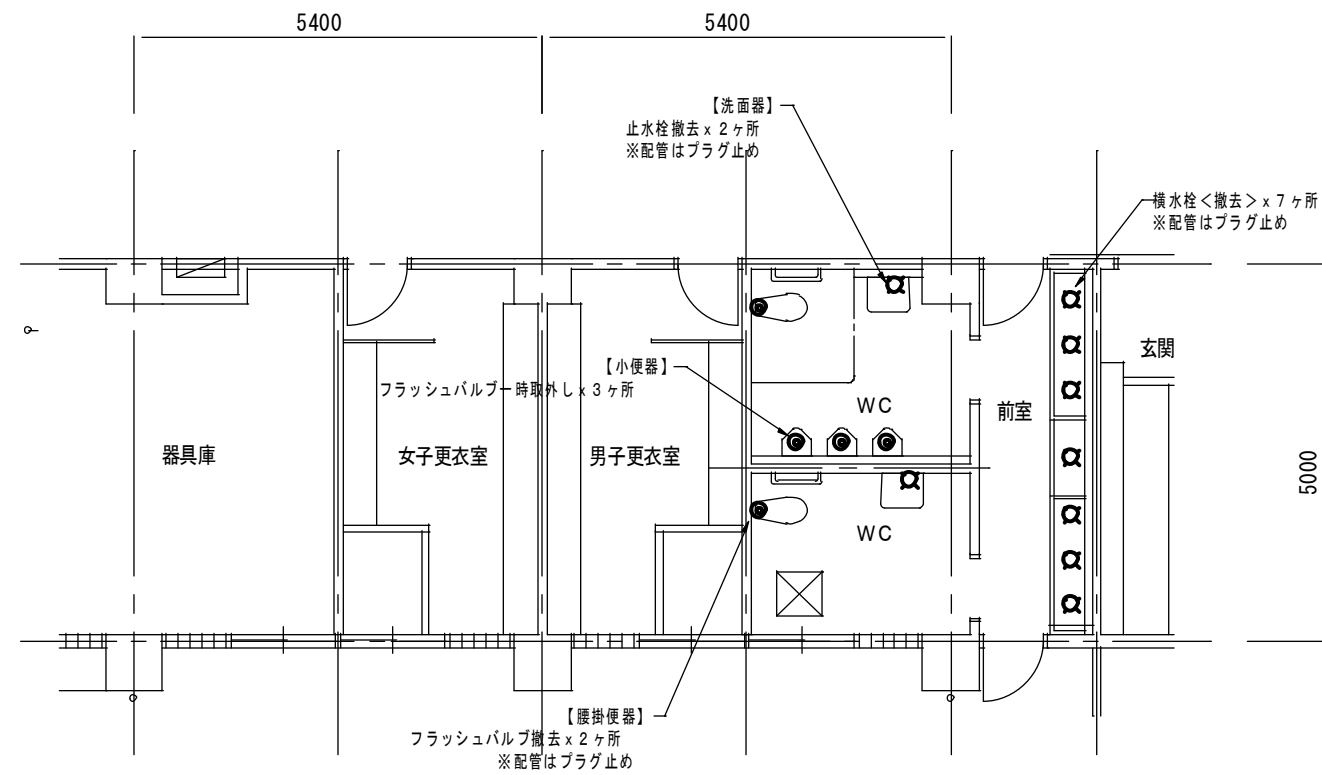 5400
5400
【洗面器】
止水栓撤去x2ヶ所
※配管はプラグ止め
横水栓<撤去>x7ヶ所
※配管はプラグ止め
玄関
【小便器】
フラッシュバルブ一時取外しx3ヶ所
WC
前室
器具庫
女子更衣室
男子更衣室
5000
WC
【腰掛便器】
フラッシュバルブ撤去x2ヶ所
※配管はプラグ止め